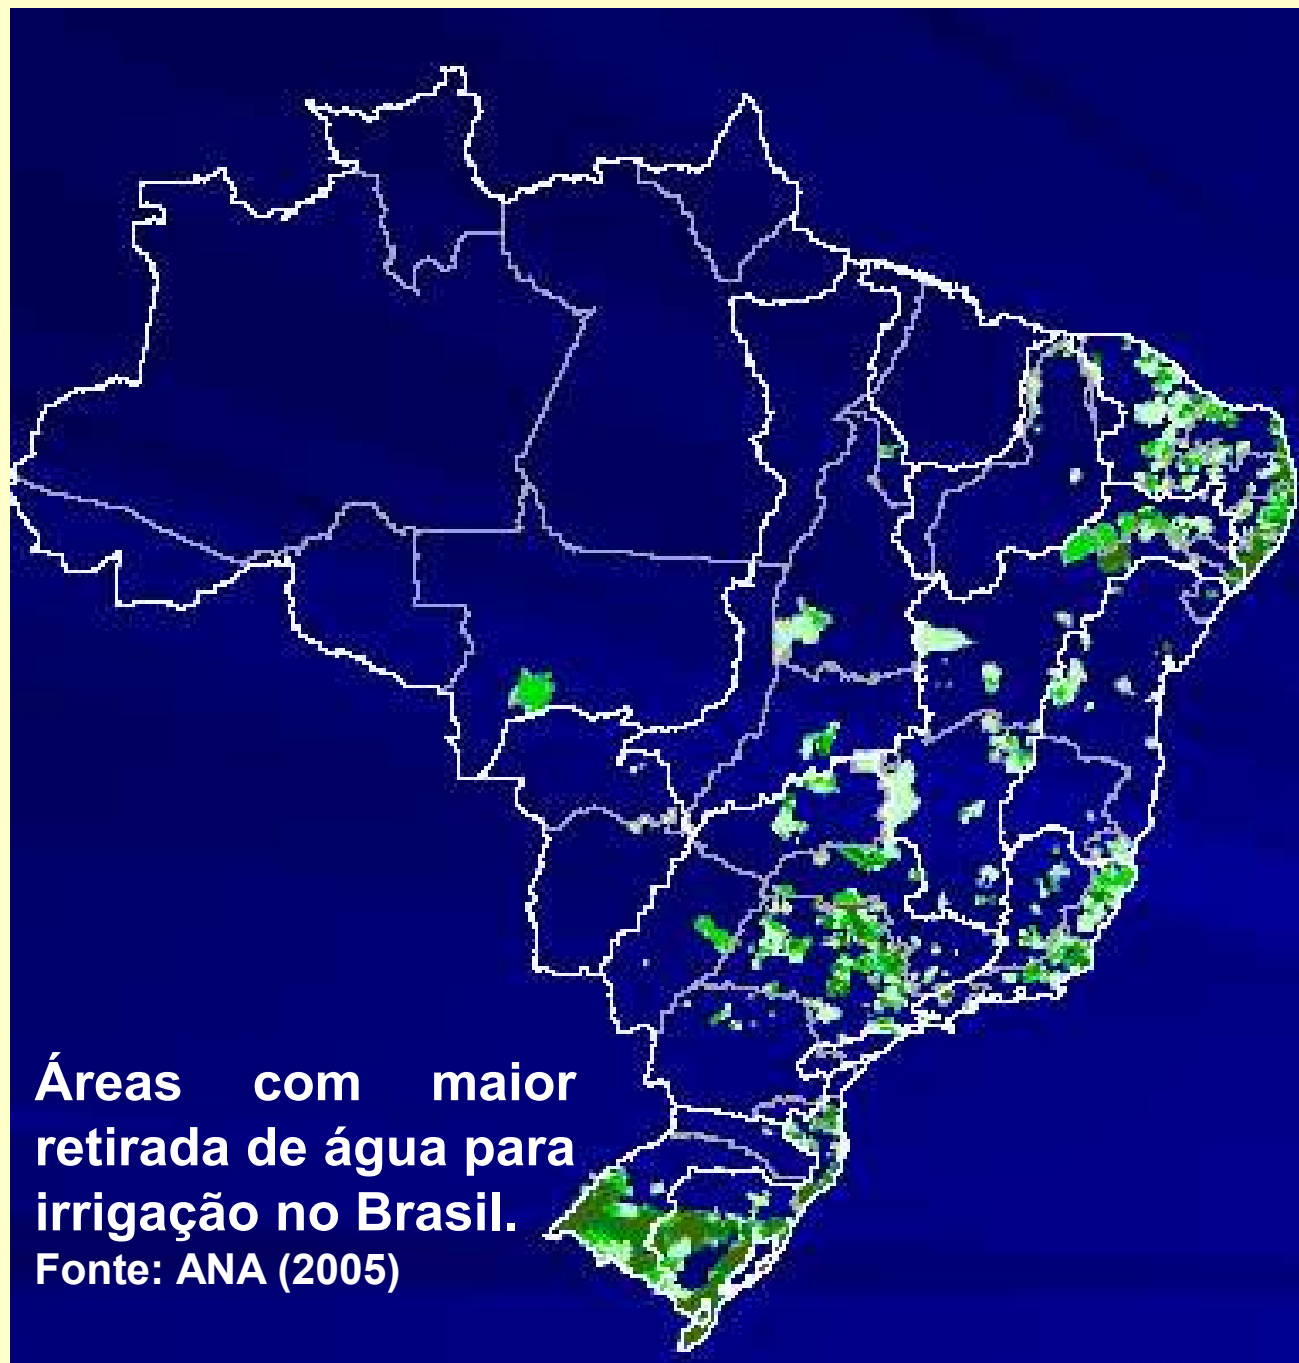 Áreas com maior
retirada de água para
irrigação no Brasil.
Fonte: ANA (2005)